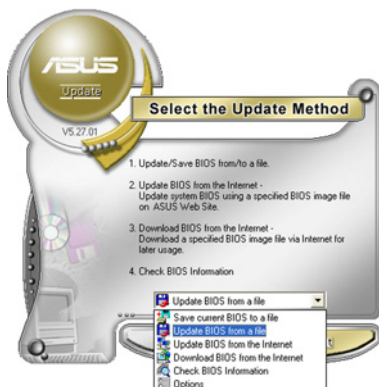 ASUS
Update
V5.27.01
Select the Update Method
1. Update/Save BIOS from/to a file.
2. Update BIOS from the Internet -
Update system BIOS using a specified BIOS image file
on ASUS Web Site.
3. Download BIOS from the Internet -
Download a specified BIOS image file via Internet for
later usage.
4. Check BIOS Information
Update BIOS from a file
Save current BIOS to a file
Update BIOS from a file
Update BIOS from the Internet
Download BIOS from the Internet
Check BIOS Information
Options